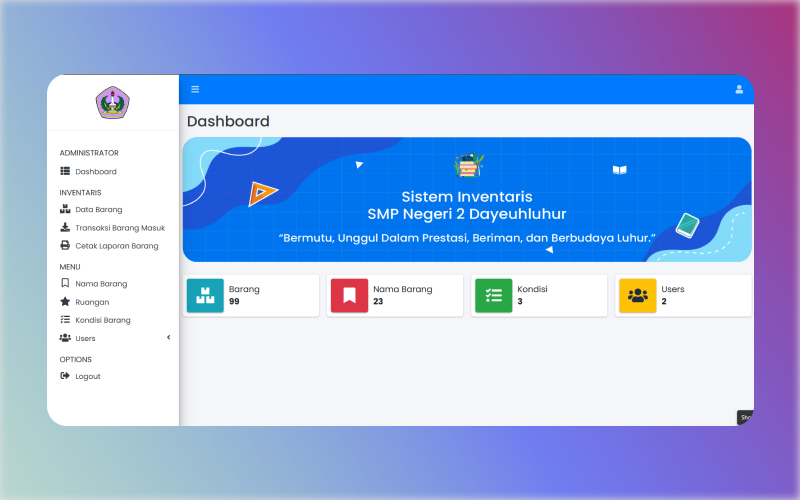 ADMINISTRATOR
Dashboard
INVENTARIS
Data Barang
Transaksi Barang Masuk
Cetak Laporan Barang
MENU
Nama Barang
Ruangan
Kondisi Barang
Users
OPTIONS
Logout
Dashboard
Sistem Inventaris
SMP Negeri 2 Dayeuhluhur
“Bermutu, Unggul Dalam Prestasi, Beriman, dan Berbudaya Luhur.”
Barang
99
Nama Barang
23
Kondisi
3
Users
2